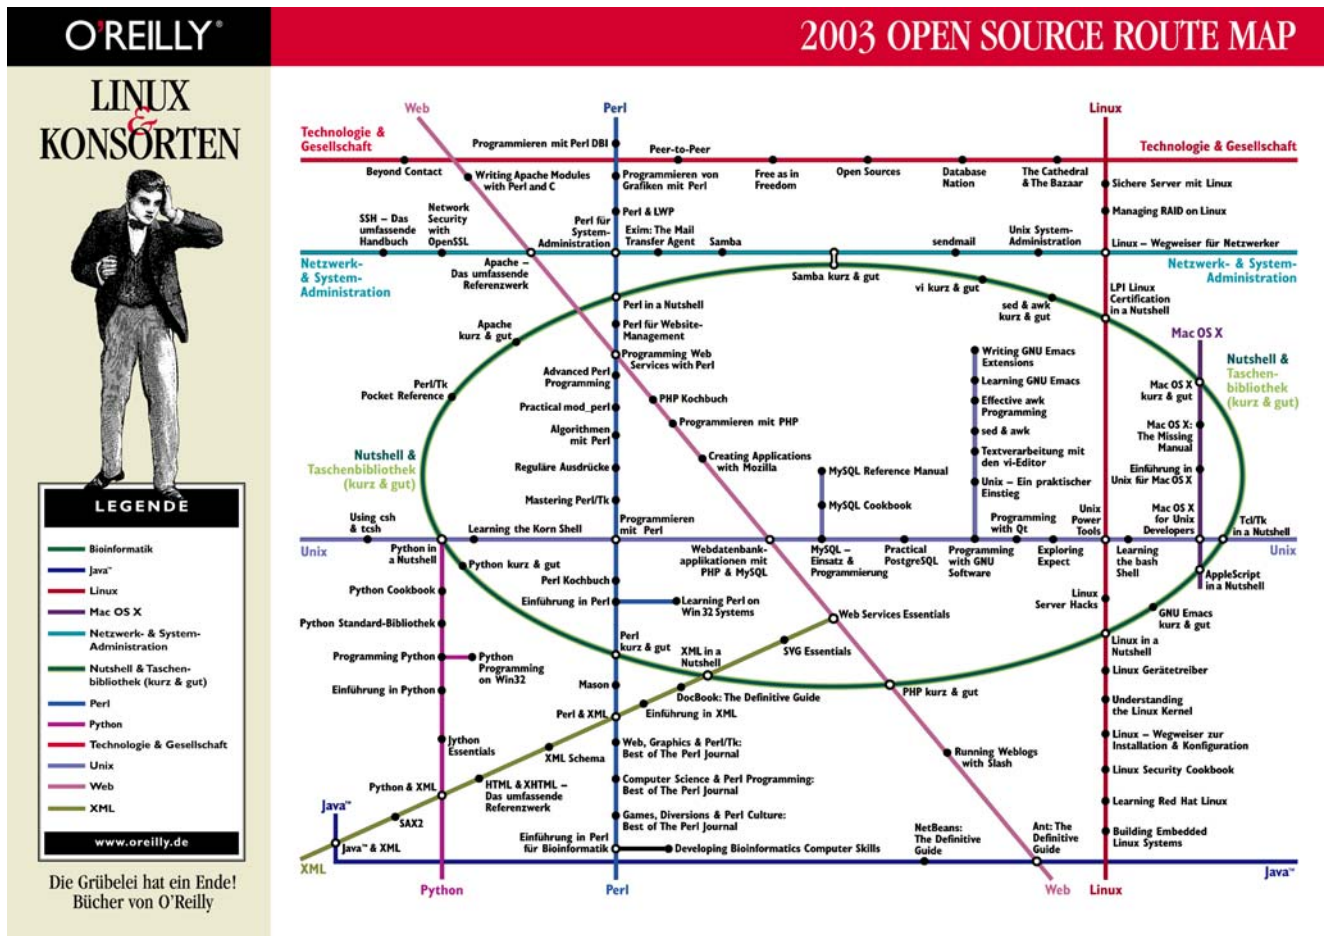 O'REILLY®
2003 OPEN SOURCE ROUTE MAP
LINUX
&
KONSORTEN
LEGENDE
Bioinformatik
Java™
Linux
Mac OS X
Netzwerk- & System-
Administration
Nutshell & Taschen-
bibliothek (kurz & gut)
Perl
Python
Technologie & Gesellschaft
Unix
Web
XML
www.oreilly.de
Die Grübelei hat ein Ende!
Bücher von O'Reilly
Web
Perl
Linux
Technologie &
Gesellschaft
Technologie & Gesellschaft
Programmieren mit Perl DBI
Peer-to-Peer
Beyond Contact
Writing Apache Modules
with Perl and C
Programmieren von
Grafiken mit Perl
Free as in
Freedom
Open Sources
Database
Nation
The Cathedral
& The Bazaar
Sichere Server mit Linux
Managing RAID on Linux
SSH – Das
umfassende
Handbuch
Network
Security
with
OpenSSL
Perl für
System-
Administration
Perl & LWP
Exim: The Mail
Transfer Agent
Samba
sendmail
Unix System-
Administration
Linux – Wegweiser für Netzwerker
Netzwerk-
& System-
Administration
Netzwerk- & System-
Administration
Apache –
Das umfassende
Referenzwerk
Samba kurz & gut
vi kurz & gut
sed & awk
kurz & gut
LPI Linux
Certification
in a Nutshell
Mac OS X
Perl in a Nutshell
Apache
kurz & gut
Perl für Website-
Management
Programming Web
Services with Perl
Perl/Tk
Pocket Reference
Advanced Perl
Programming
Practical mod_perl
Algorithmen
mit Perl
Reguläre Ausdrücke
Mastering Perl/Tk
Programmieren
mit Perl
PHP Kochbuch
Programmieren mit PHP
Creating Applications
with Mozilla
MySQL Reference Manual
MySQL Cookbook
Writing GNU Emacs
Extensions
Learning GNU Emacs
Effective awk
Programming
sed & awk
Textverarbeitung mit
den vi-Editor
Unix – Ein praktischer
Einstieg
Programming
with Qt
Unix
Power
Tools
Mac OS X
kurz & gut
Mac OS X:
The Missing
Manual
Einführung in
Unix für Mac OS X
Mac OS X
for Unix
Developers
Nutshell &
Taschen-
bibliothek
(kurz & gut)
Nutshell &
Taschenbibliothek
(kurz & gut)
Tcl/Tk
in a Nutshell
Using csh
& tcsh
Learning the Korn Shell
Unix
Unix
Python in
a Nutshell
Webdatenbank-
applikationen mit
PHP & MySQL
MySQL –
Einsatz &
Programmierung
Practical
PostgreSQL
Programming
with GNU
Software
Exploring
Expect
Learning
the bash
Shell
AppleScript
in a Nutshell
Python kurz & gut
Python Cookbook
Python Standard-Bibliothek
Programming Python
Python
Programming
on Win32
Einführung in Python
Jython
Essentials
Python & XML
Perl Kochbuch
Einführung in Perl
Learning Perl on
Win 32 Systems
Perl
kurz & gut
Mason
Perl & XML
XML in a
Nutshell
Web Services Essentials
SVG Essentials
DocBook: The Definitive Guide
Einführung in XML
XML Schema
HTML & XHTML –
Das umfassende
Referenzwerk
SAX2
Java™
Java™ & XML
XML
Web, Graphics & Perl/Tk:
Best of The Perl Journal
Computer Science & Perl Programming:
Best of The Perl Journal
Games, Diversions & Perl Culture:
Best of The Perl Journal
Einführung in Perl
für Bioinformatik
Developing Bioinformatics Computer Skills
PHP kurz & gut
Running Weblogs
with Slash
NetBeans:
The Definitive
Guide
Ant: The
Definitive
Guide
Linux
Server Hacks
GNU Emacs
kurz & gut
Linux in a
Nutshell
Linux Gerätetreiber
Understanding
the Linux Kernel
Linux – Wegweiser zur
Installation & Konfiguration
Linux Security Cookbook
Learning Red Hat Linux
Building Embedded
Linux Systems
Java™
Python
Perl
Web
Linux